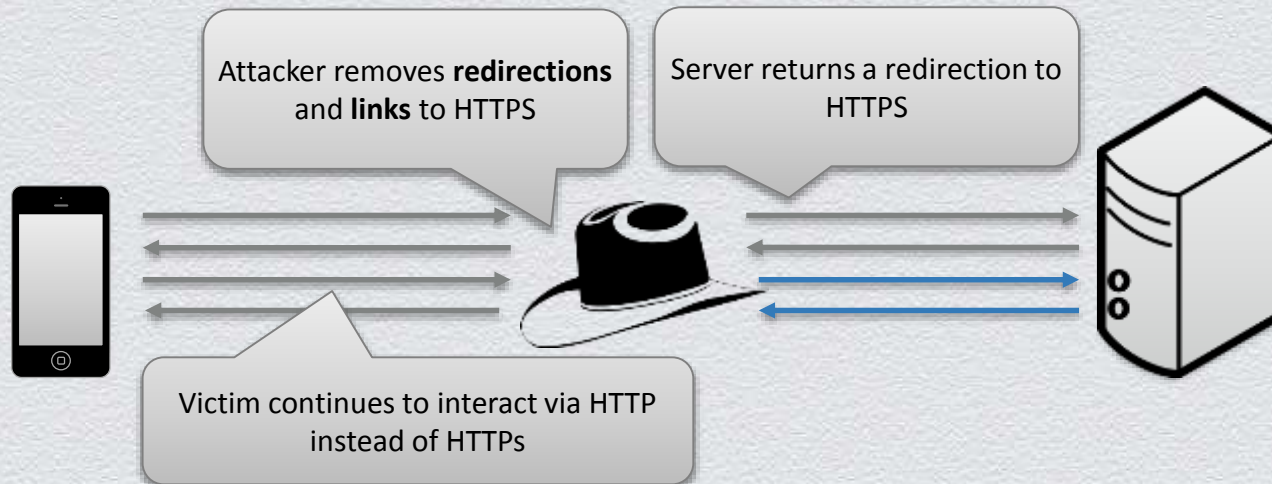 Attacker removes redirections
and links to HTTPS
Server returns a redirection to
HTTPS
Victim continues to interact via HTTP
instead of HTTPs